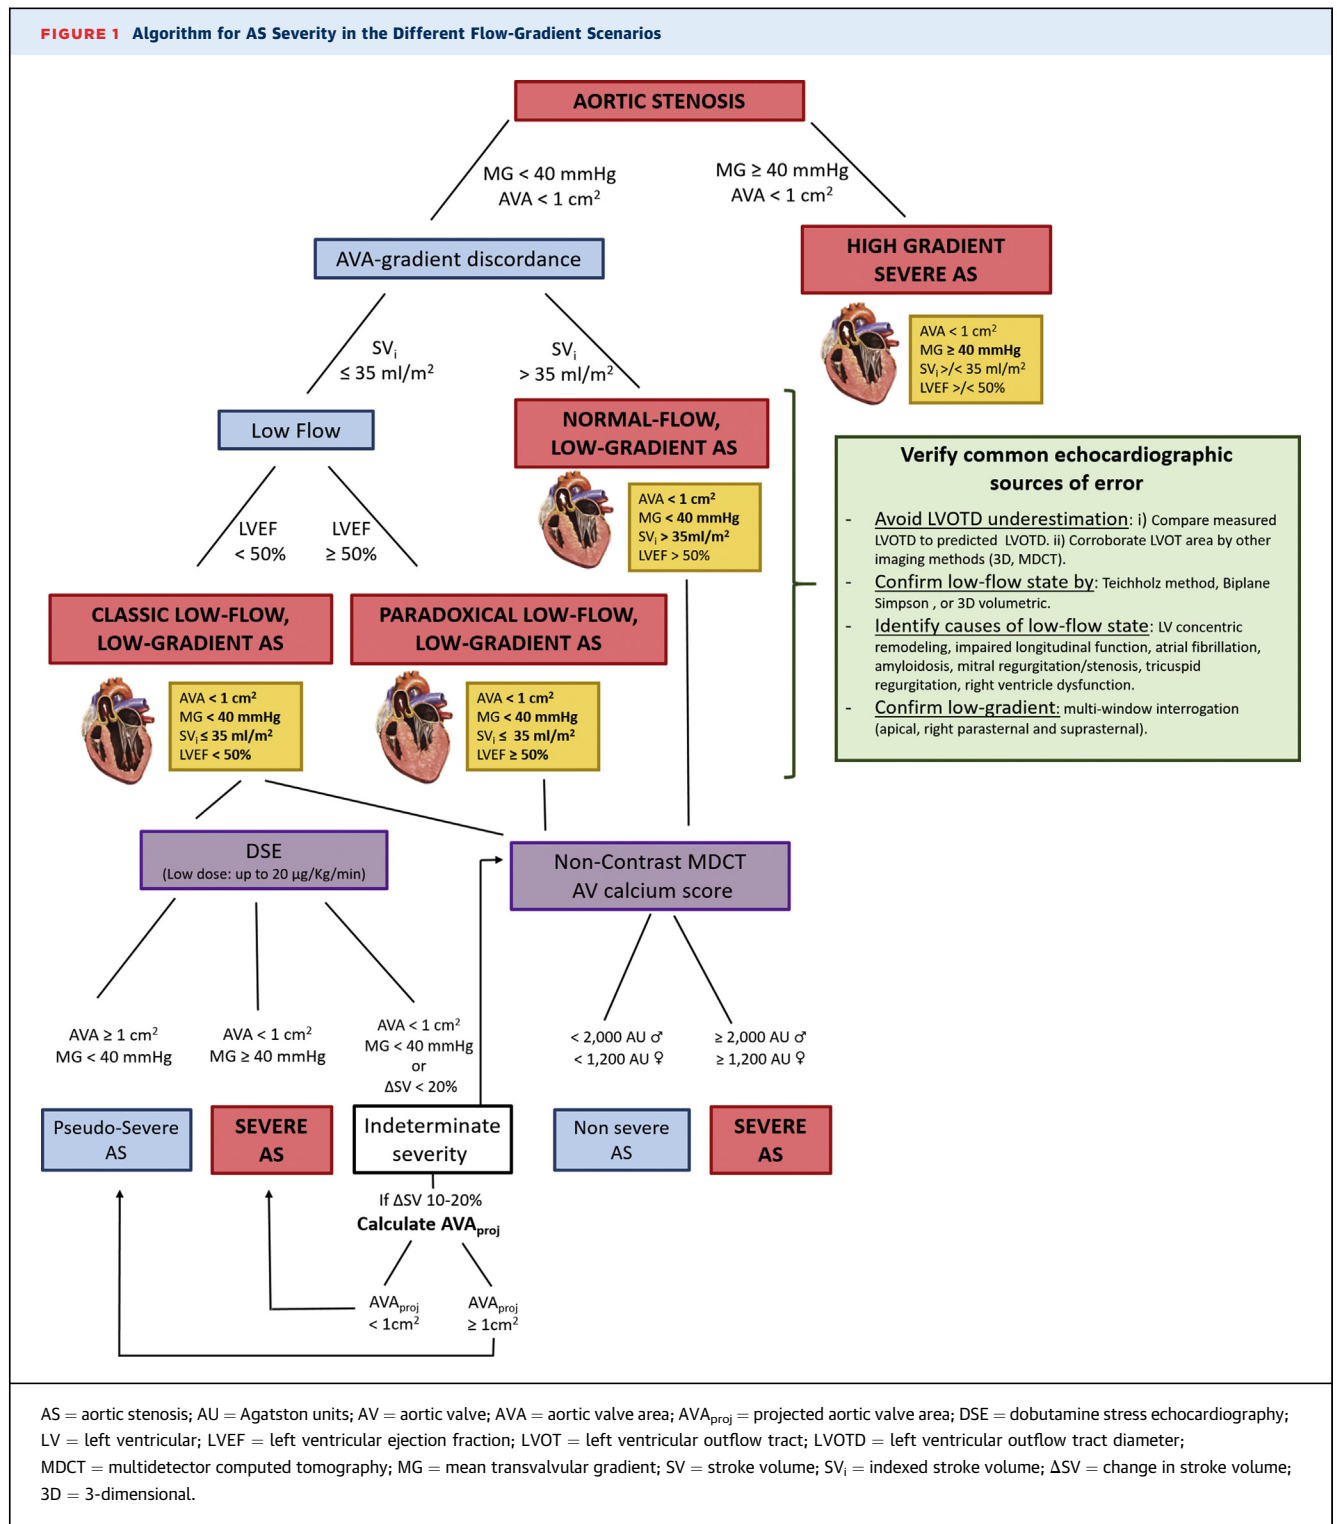 FIGURE 1 Algorithm for AS Severity in the Different Flow-Gradient Scenarios
AORTIC STENOSIS
MG < 40 mmHg
AVA < 1 cm²
MG ≥ 40 mmHg
AVA < 1 cm²
AVA-gradient discordance
HIGH GRADIENT
SEVERE AS
AVA < 1 cm²
MG ≥ 40 mmHg
SVi >/< 35 ml/m²
LVEF >/< 50%
SVi
≤ 35 ml/m²
SVi
> 35 ml/m²
Low Flow
NORMAL-FLOW,
LOW-GRADIENT AS
AVA < 1 cm²
MG < 40 mmHg
SVi > 35ml/m²
LVEF > 50%
Verify common echocardiographic
sources of error
- Avoid LVOTD underestimation: i) Compare measured
LVOTD to predicted LVOTD. ii) Corroborate LVOT area by other
imaging methods (3D, MDCT).
- Confirm low-flow state by: Teichholz method, Biplane
Simpson , or 3D volumetric.
- Identify causes of low-flow state: LV concentric
remodeling, impaired longitudinal function, atrial fibrillation,
amyloidosis, mitral regurgitation/stenosis, tricuspid
regurgitation, right ventricle dysfunction.
- Confirm low-gradient: multi-window interrogation
(apical, right parasternal and suprasternal).
LVEF
< 50%
LVEF
≥ 50%
CLASSIC LOW-FLOW,
LOW-GRADIENT AS
AVA < 1 cm²
MG < 40 mmHg
SVi ≤ 35 ml/m²
LVEF < 50%
PARADOXICAL LOW-FLOW,
LOW-GRADIENT AS
AVA < 1 cm²
MG < 40 mmHg
SVi ≤ 35 ml/m²
LVEF ≥ 50%
DSE
(Low dose: up to 20 µg/Kg/min)
Non-Contrast MDCT
AV calcium score
AVA ≥ 1 cm²
MG < 40 mmHg
AVA < 1 cm²
MG ≥ 40 mmHg
AVA < 1 cm²
MG < 40 mmHg
or
ΔSV < 20%
< 2,000 AU ♂
< 1,200 AU ♀
≥ 2,000 AU ♂
≥ 1,200 AU ♀
Pseudo-Severe
AS
SEVERE
AS
Indeterminate
severity
Non severe
AS
SEVERE
AS
If ΔSV 10-20%
Calculate AVAproj
AVAproj
< 1cm²
AVAproj
≥ 1cm²
AS = aortic stenosis; AU = Agatston units; AV = aortic valve; AVA = aortic valve area; AVAproj = projected aortic valve area; DSE = dobutamine stress echocardiography;
LV = left ventricular; LVEF = left ventricular ejection fraction; LVOT = left ventricular outflow tract; LVOTD = left ventricular outflow tract diameter;
MDCT = multidetector computed tomography; MG = mean transvalvular gradient; SV = stroke volume; SVi = indexed stroke volume; ΔSV = change in stroke volume;
3D = 3-dimensional.